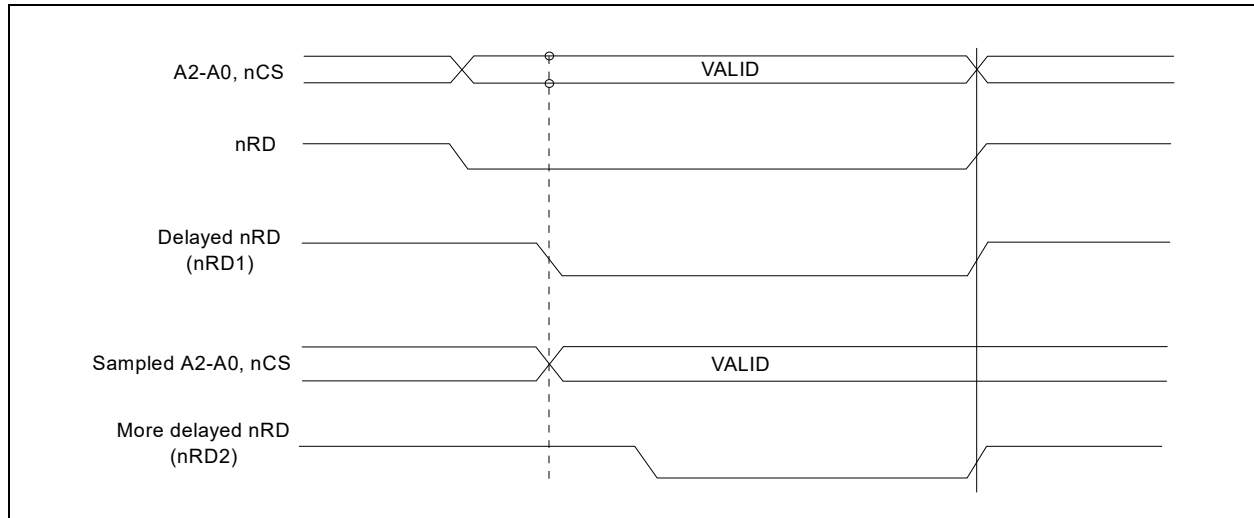 A2-A0, nCS
VALID
nRD
Delayed nRD
(nRD1)
Sampled A2-A0, nCS
VALID
More delayed nRD
(nRD2)